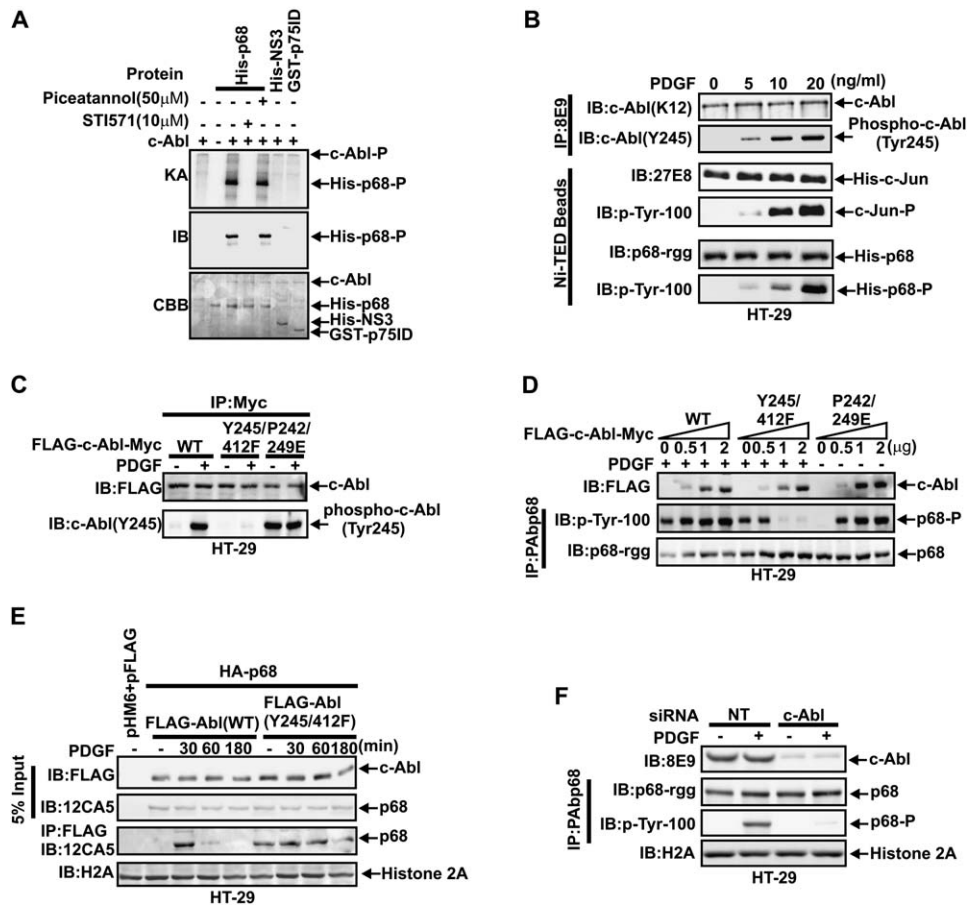 A
Protein
His-p68
His-NS3
GST-p75ID
Piceatannol(50μM) - - - - + - -
STI571(10μM) - - - + - - -
c-Abl + - + + + + +
KA
c-Abl-P
His-p68-P
IB
His-p68-P
CBB
c-Abl
His-p68
His-NS3
GST-p75ID
B
PDGF 0 5 10 20 (ng/ml)
IP:8E9
IB:c-Abl(K12) c-Abl
IB:c-Abl(Y245) Phospho-c-Abl
(Tyr245)
Ni-TED Beads
IB:27E8 His-c-Jun
IB:p-Tyr-100 c-Jun-P
IB:p68-rgg His-p68
IB:p-Tyr-100 His-p68-P
HT-29
C
IP:Myc
FLAG-c-Abl-Myc WT Y245/ P242/
412F 249E
PDGF - + - + - +
IB:FLAG c-Abl
IB:c-Abl(Y245) phospho-c-Abl
(Tyr245)
HT-29
D
WT Y245/ P242/
412F 249E
FLAG-c-Abl-Myc 0 0.5 1 2 0 0.5 1 2 0 0.5 1 2 (μg)
PDGF + + + + + + + + - - - -
IB:FLAG c-Abl
IP:PAbp68
IB:p-Tyr-100 p68-P
IB:p68-rgg p68
HT-29
E
pHM6+pFLAG
HA-p68
FLAG-Abl(WT) FLAG-Abl
(Y245/412F)
PDGF - - 30 60 180 - 30 60 180 (min)
5% Input
IB:FLAG c-Abl
IB:12CA5 p68
IP:FLAG
IB:12CA5 p68
IB:H2A Histone 2A
HT-29
F
siRNA NT c-Abl
PDGF - + - +
IB:8E9 c-Abl
IP:PAbp68
IB:p68-rgg p68
IB:p-Tyr-100 p68-P
IB:H2A Histone 2A
HT-29